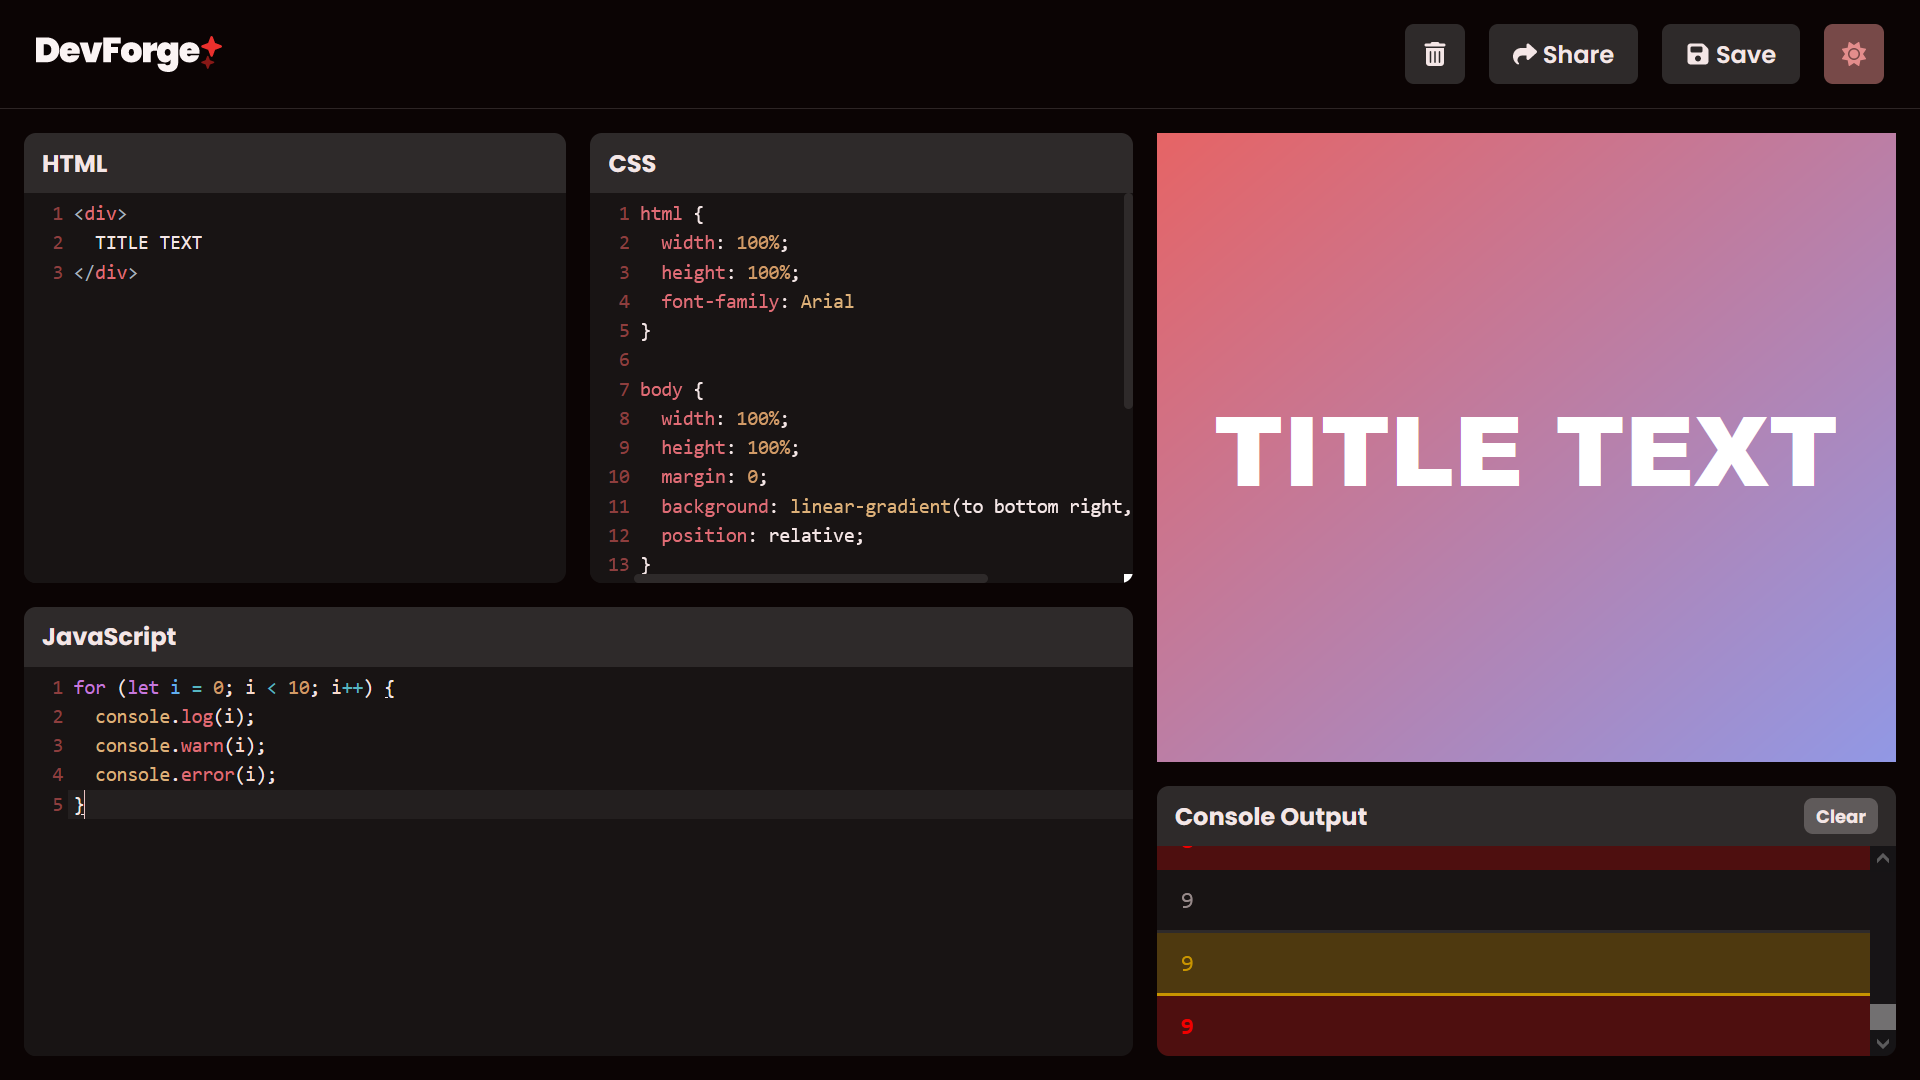 DevForge
Share
Save
HTML
1 <div>
2   TITLE TEXT
3 </div>
CSS
1 html {
2   width: 100%;
3   height: 100%;
4   font-family: Arial
5 }
6
7 body {
8   width: 100%;
9   height: 100%;
10   margin: 0;
11   background: linear-gradient(to bottom right,
12   position: relative;
13 }
JavaScript
1 for (let i = 0; i < 10; i++) {
2   console.log(i);
3   console.warn(i);
4   console.error(i);
5 }
TITLE TEXT
Console Output
Clear
9
9
9